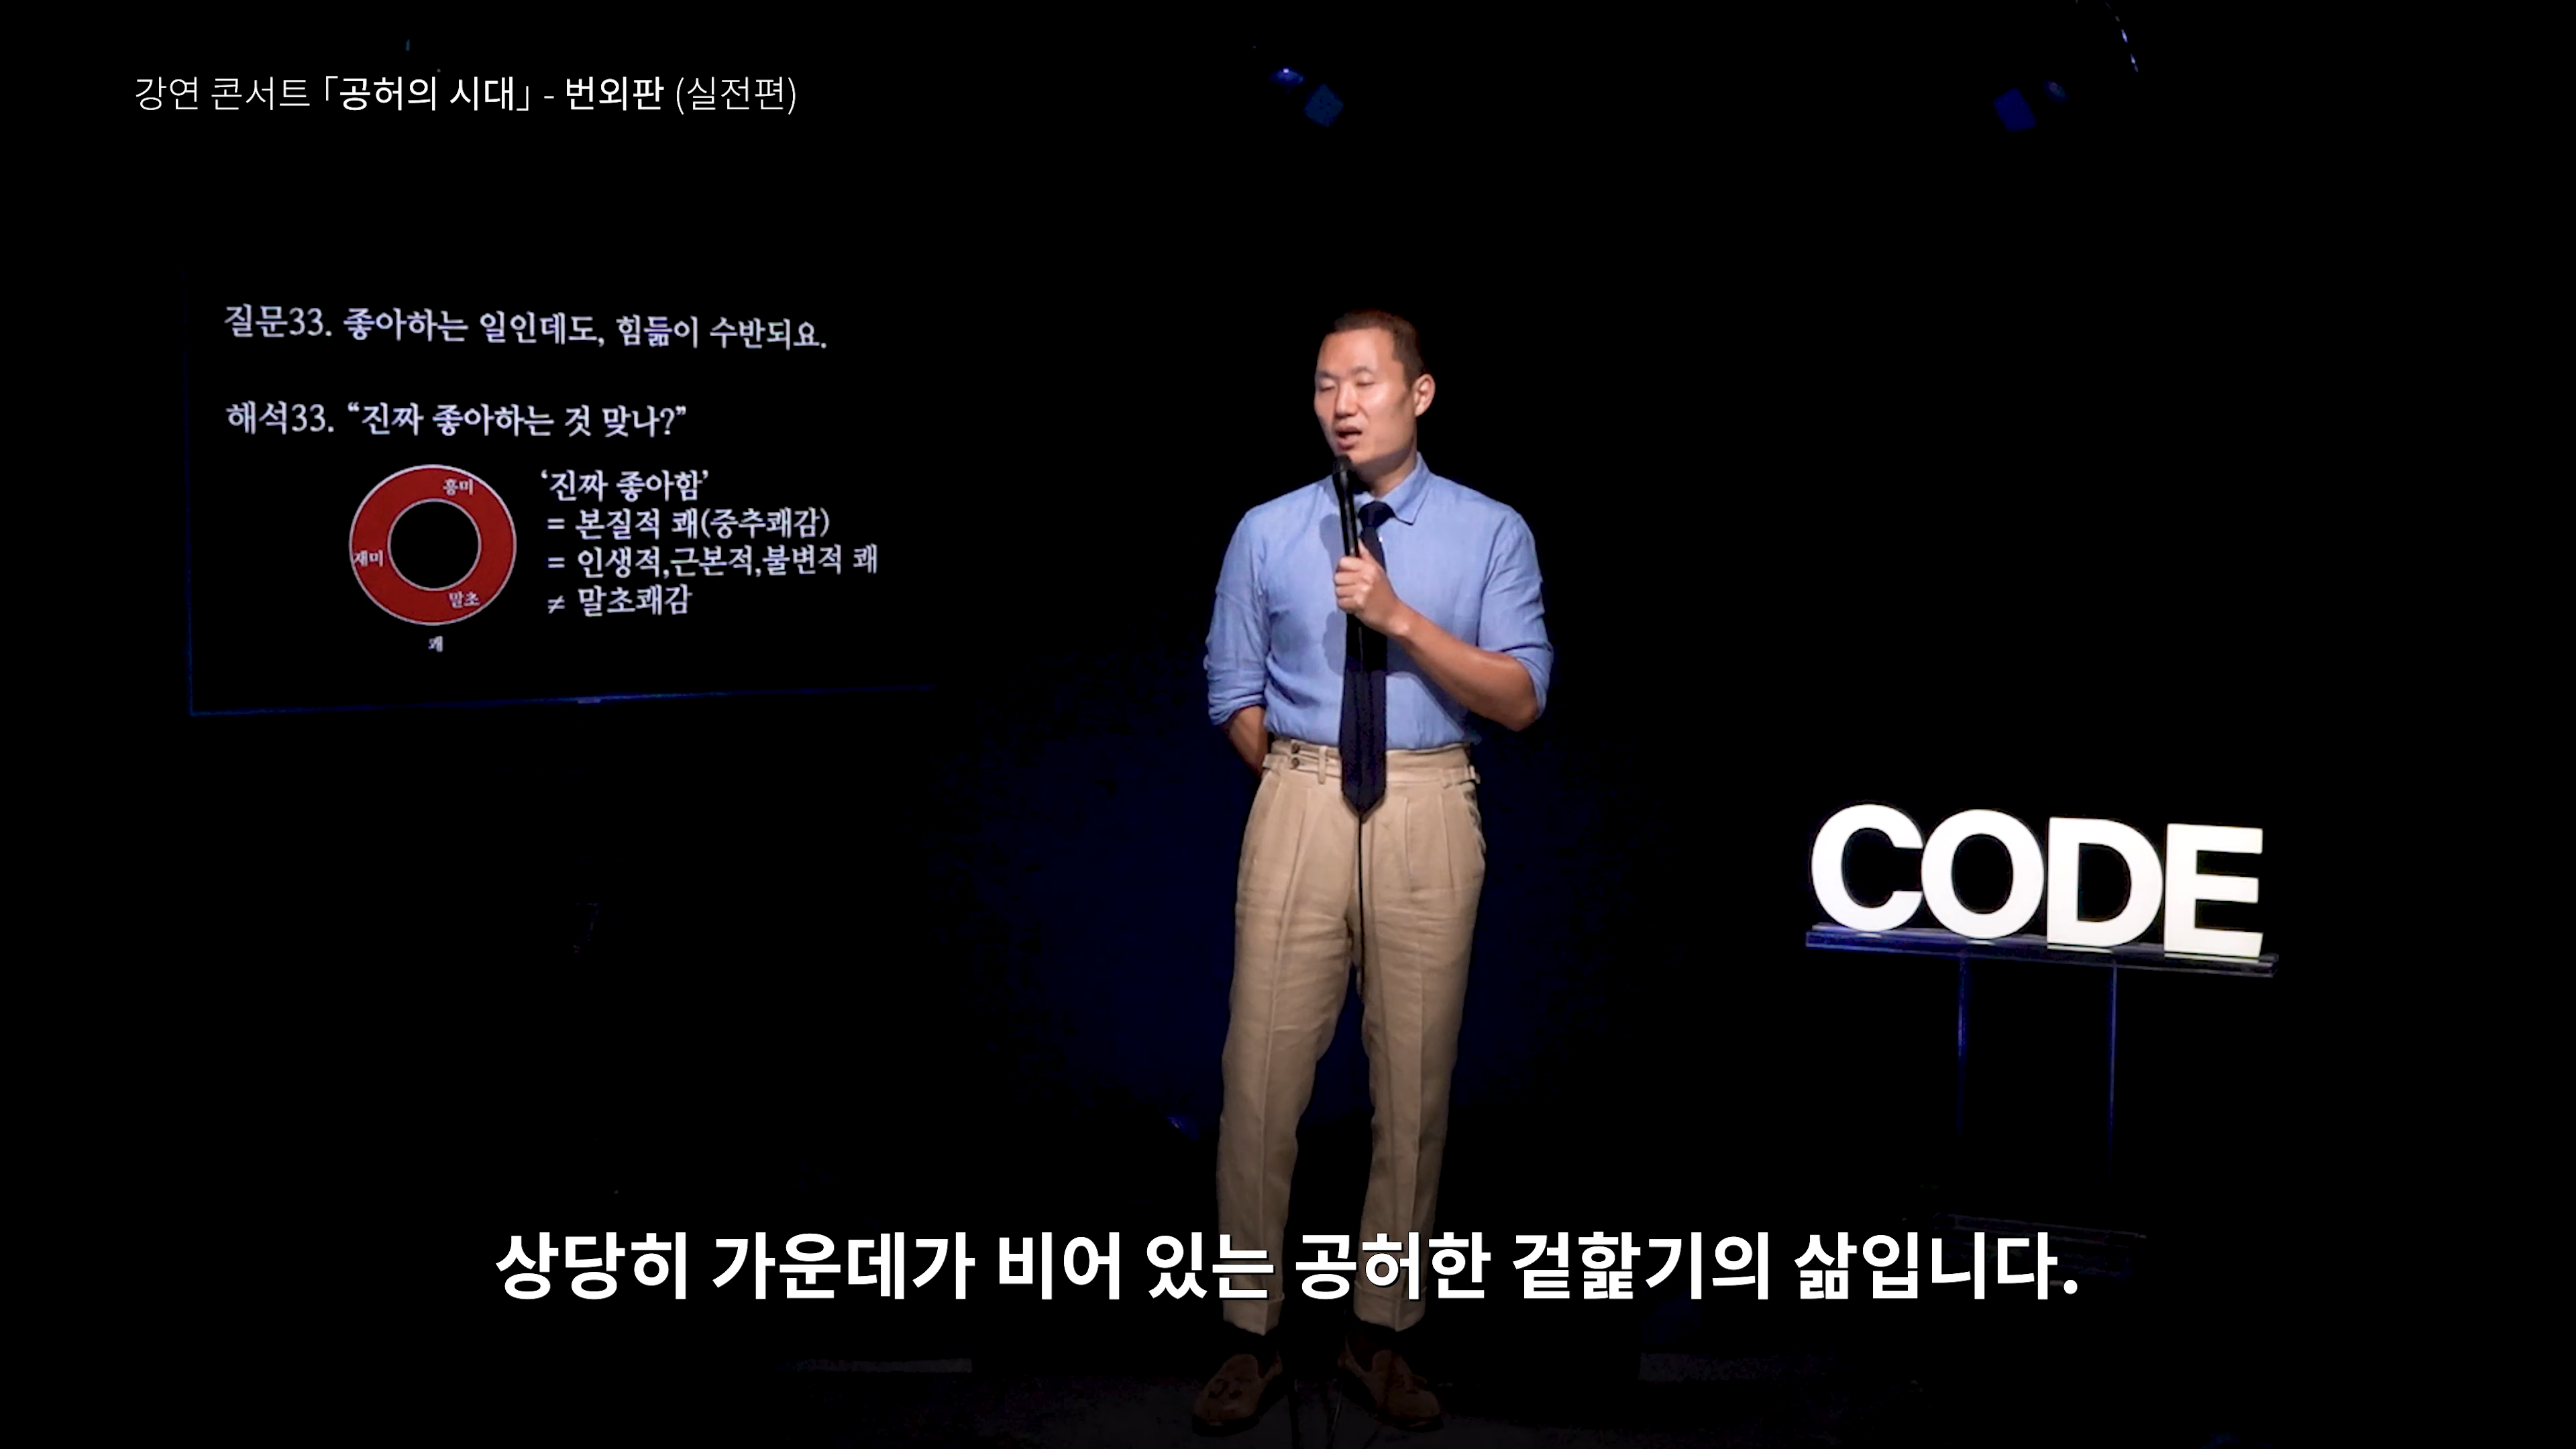 강연 콘서트 「공허의 시대」 - 번외판 (실전편)
질문33. 좋아하는 일인데도, 힘듦이 수반되요.
해석33. “진짜 좋아하는 것 맞나?”
흥미
재미
말초
쾌
‘진짜 좋아함’
= 본질적 쾌(중추쾌감)
= 인생적,근본적,불변적 쾌
≠ 말초쾌감
CODE
상당히 가운데가 비어 있는 공허한 겉핥기의 삶입니다.